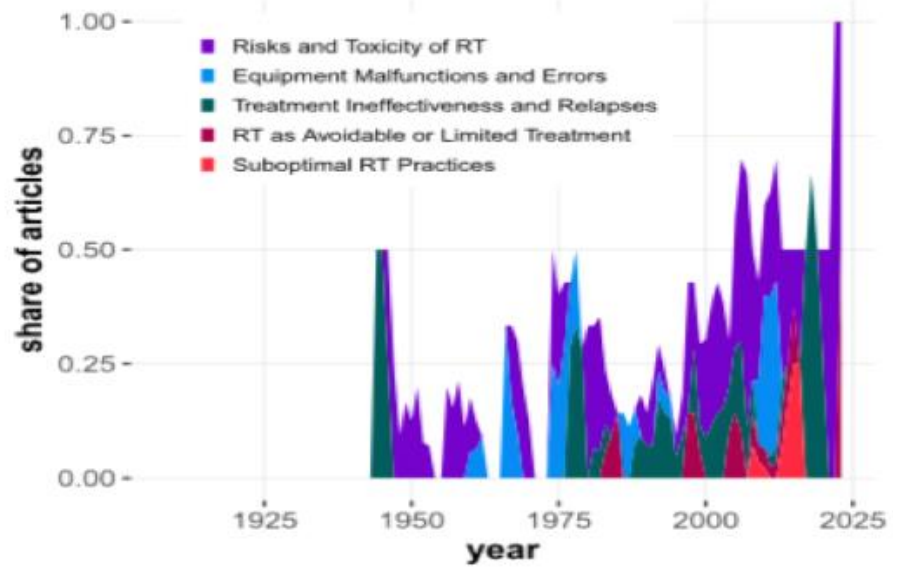 1.00
0.75
0.50
0.25
0.00
share of articles
Risks and Toxicity of RT
Equipment Malfunctions and Errors
Treatment Ineffectiveness and Relapses
RT as Avoidable or Limited Treatment
Suboptimal RT Practices
1925 1950 1975 2000 2025
year